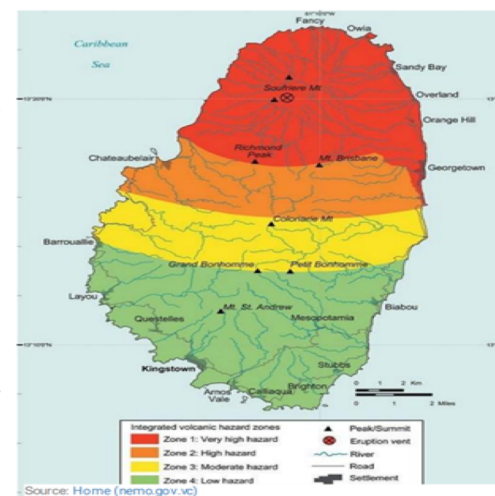 Fancy
Owia
Caribbean
Sea
Sandy Bay
Soufriere Mt
Overland
13°20'
Orange Hill
Richmond
Peak
Mt. Brisbane
Chateaubelair
Georgetown
Colonarie Mt
Barrouallie
Grand Bonhomme
Petit Bonhomme
Layou
Biabou
Mt. St. Andrew
Questelles
Mesopotamia
13°10'
Kingstown
Stubbs
Arnos
Vale
Calliaqua
Brighton
0 1 2 Km
0 1 2 Miles
Integrated volcanic hazard zones
Zone 1: Very high hazard
Zone 2: High hazard
Zone 3: Moderate hazard
Zone 4: Low hazard
Peak/Summit
Eruption vent
River
Road
Settlement
Source: Home (nemo.gov.vc)